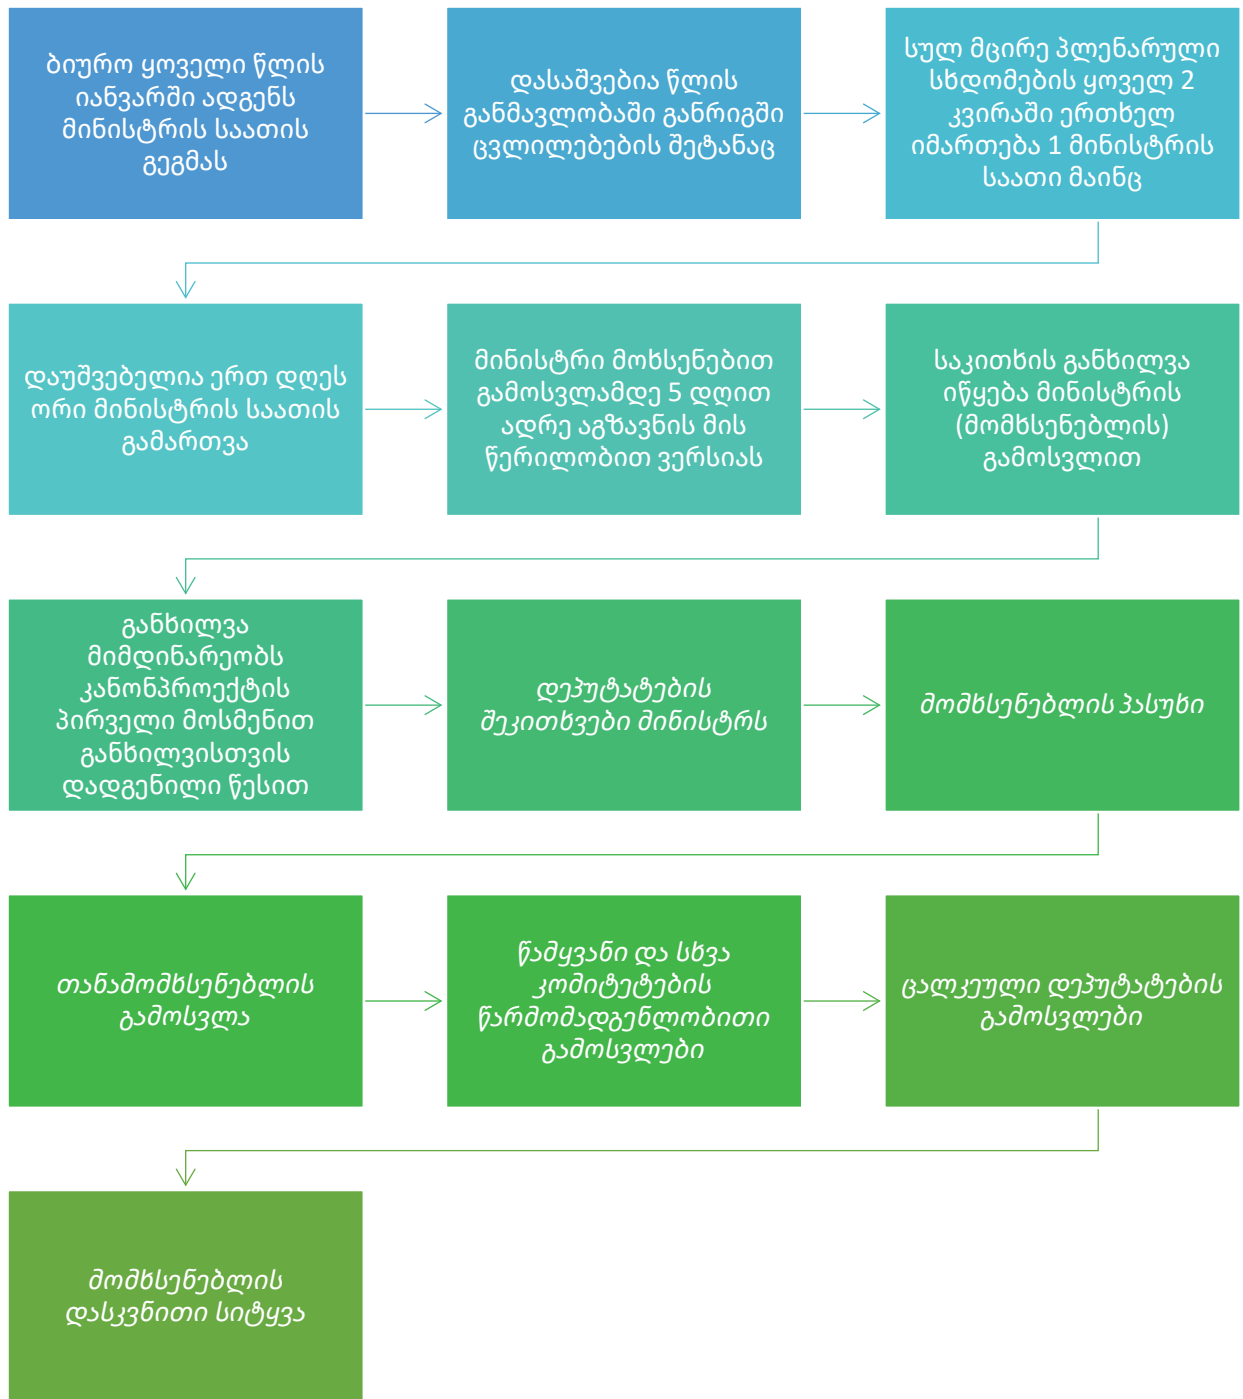 ბიურო ყოველი წლის
იანვარში ადგენს
მინისტრის საათის
გეგმას
დასაშვებია წლის
განმავლობაში განრიგში
ცვლილებების შეტანაც
სულ მცირე პლენარული
სხდომების ყოველ 2
კვირაში ერთხელ
იმართება 1 მინისტრის
საათი მაინც
დაუშვებელია ერთ დღეს
ორი მინისტრის საათის
გამართვა
მინისტრი მოხსენებით
გამოსვლამდე 5 დღით
ადრე აგზავნის მის
წერილობით ვერსიას
საკითხის განხილვა
იწყება მინისტრის
(მომხსენებლის)
გამოსვლით
განხილვა
მიმდინარეობს
კანონპროექტის
პირველი მოსმენით
განხილვისთვის
დადგენილი წესით
დეპუტატების
შეკითხვები მინისტრს
მომხსენებლის პასუხი
თანამომხსენებლის
გამოსვლა
წამყვანი და სხვა
კომიტეტების
წარმომადგენლობითი
გამოსვლები
ცალკეული დეპუტატების
გამოსვლები
მომხსენებლის
დასკვნითი სიტყვა